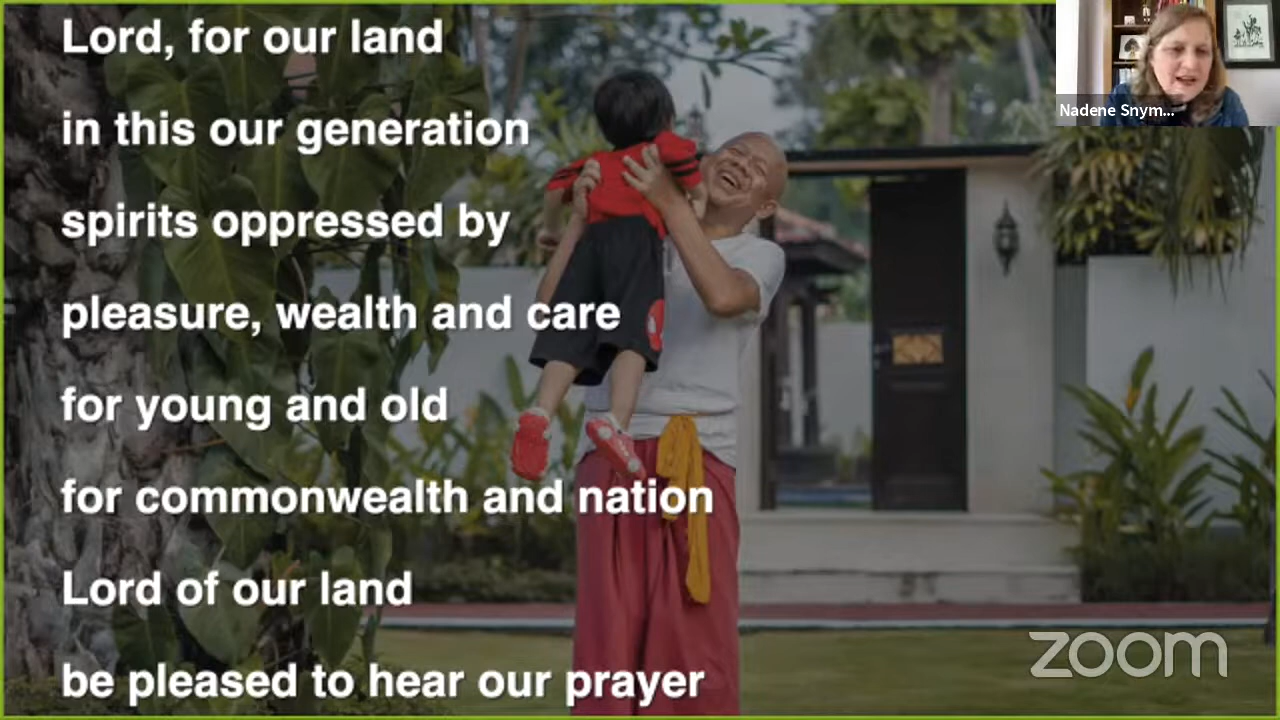 Lord, for our land
in this our generation
spirits oppressed by
pleasure, wealth and care
for young and old
for commonwealth and nation
Lord of our land
be pleased to hear our prayer
Nadene Snym...
zoom